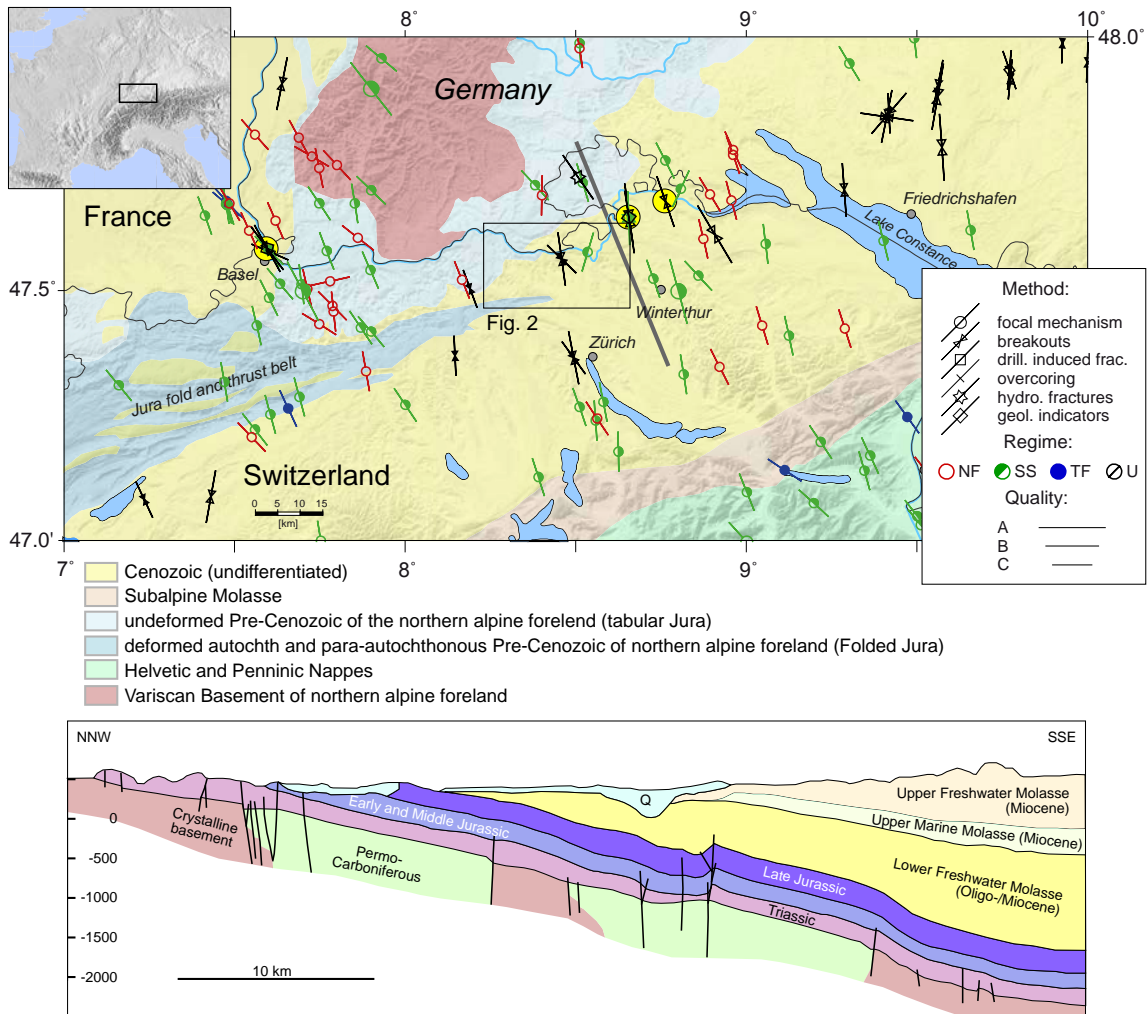 8˚
9˚
10˚
48.0˚
Germany
France
Friedrichshafen
Lake Constance
Basel
47.5˚
Fig. 2
Winterthur
Zürich
Jura fold and thrust belt
Switzerland
0 5 10 15
[km]
47.0˚
7˚
8˚
9˚
Method:
focal mechanism
breakouts
drill. induced frac.
overcoring
hydro. fractures
geol. indicators
Regime:
NF SS TF U
Quality:
A
B
C
Cenozoic (undifferentiated)
Subalpine Molasse
undeformed Pre-Cenozoic of the northern alpine forelend (tabular Jura)
deformed autochth and para-autochthonous Pre-Cenozoic of northern alpine foreland (Folded Jura)
Helvetic and Penninic Nappes
Variscan Basement of northern alpine foreland
NNW
SSE
Q
Upper Freshwater Molasse
(Miocene)
Upper Marine Molasse (Miocene)
Lower Freshwater Molasse
(Oligo-/Miocene)
Early and Middle Jurassic
Late Jurassic
Triassic
Crystalline
basement
Permo-
Carboniferous
0
-500
-1000
-1500
-2000
10 km